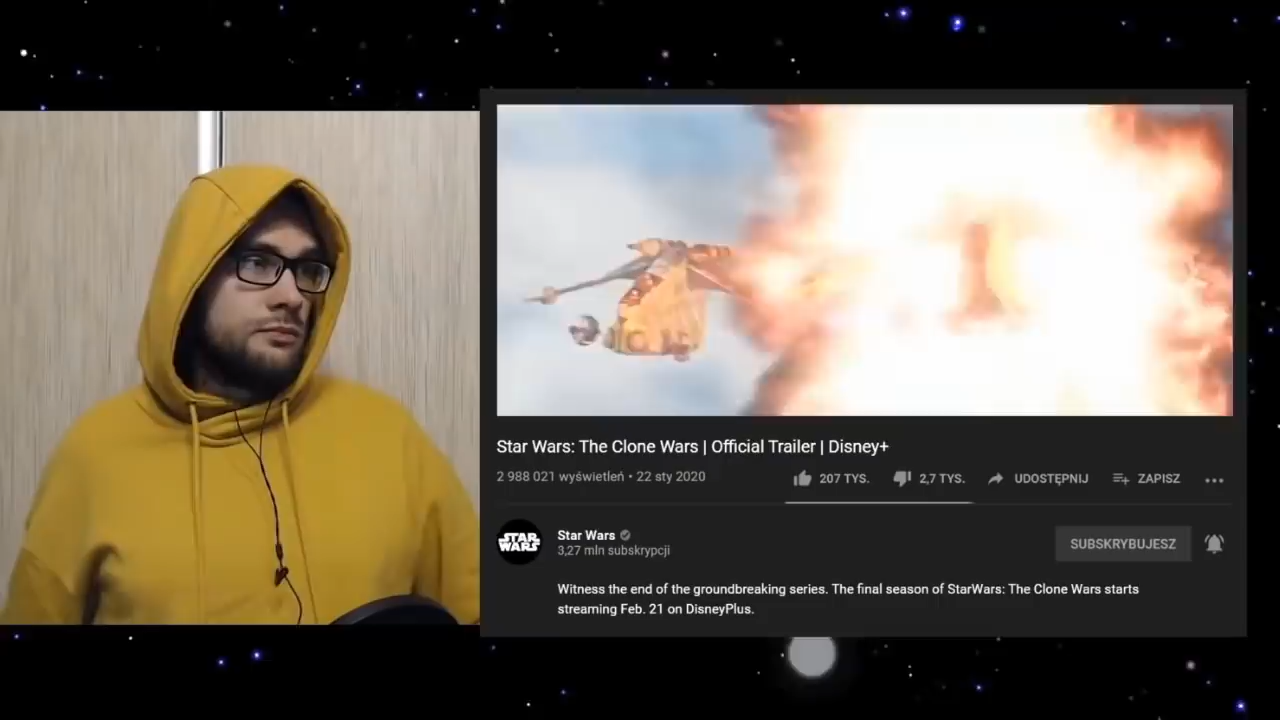 Star Wars: The Clone Wars | Official Trailer | Disney+
2 988 021 wyświetleń • 22 sty 2020
207 TYS.
2,7 TYS.
UDOSTĘPNIJ
ZAPISZ
STAR WARS
Star Wars
3,27 mln subskrypcji
SUBSKRYBUJESZ
Witness the end of the groundbreaking series. The final season of StarWars: The Clone Wars starts
streaming Feb. 21 on DisneyPlus.